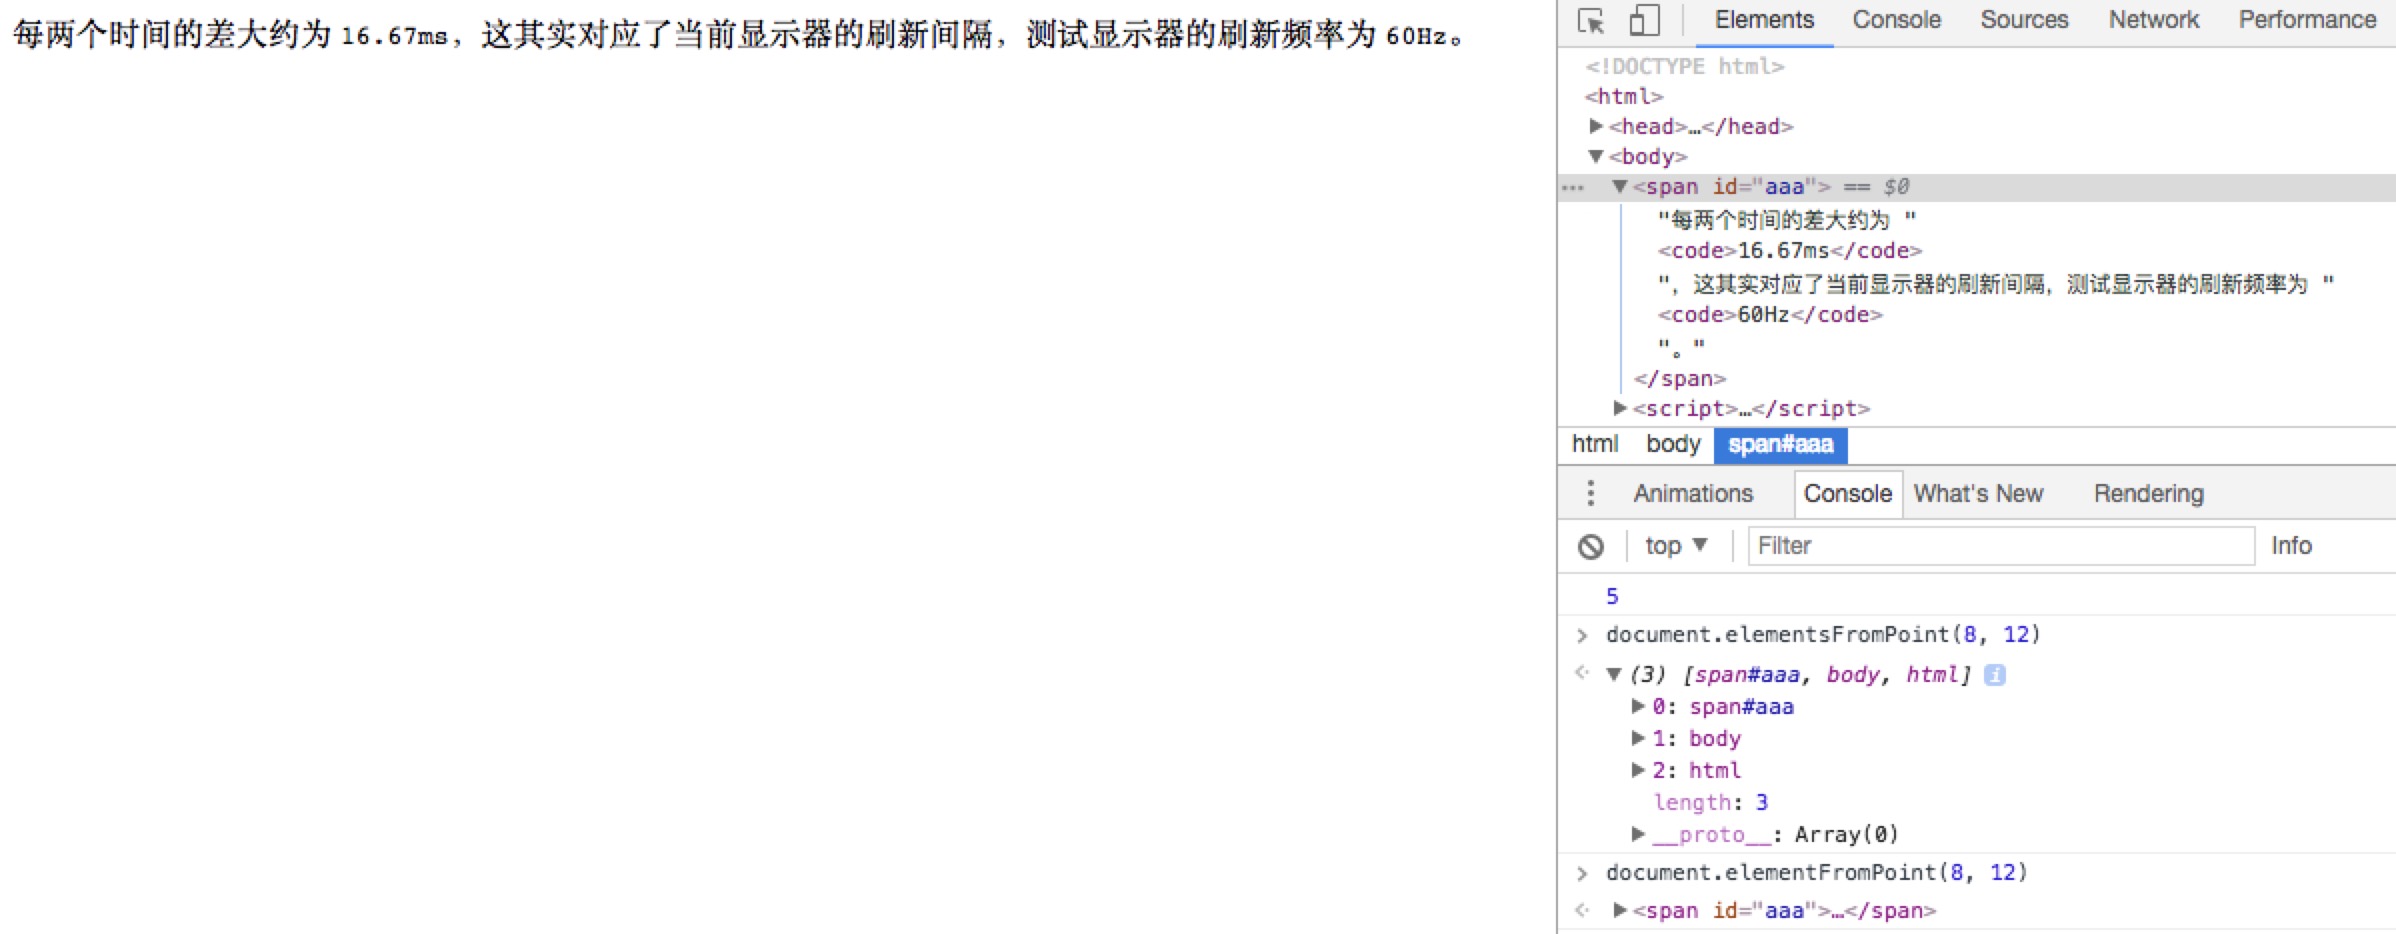 每两个时间的差大约为 16.67ms，这其实对应了当前显示器的刷新间隔，测试显示器的刷新频率为 60Hz。
Elements Console Sources Network Performance
<!DOCTYPE html>
<html>
▶<head>…</head>
▼<body>
… ▼<span id="aaa"> == $0
"每两个时间的差大约为 "
<code>16.67ms</code>
"，这其实对应了当前显示器的刷新间隔，测试显示器的刷新频率为 "
<code>60Hz</code>
"。"
</span>
▶<script>…</script>
html body span#aaa
Animations Console What's New Rendering
top ▼ Filter Info
5
> document.elementsFromPoint(8, 12)
▼(3) [span#aaa, body, html] i
▶0: span#aaa
▶1: body
▶2: html
length: 3
▶__proto__: Array(0)
> document.elementFromPoint(8, 12)
▶<span id="aaa">…</span>